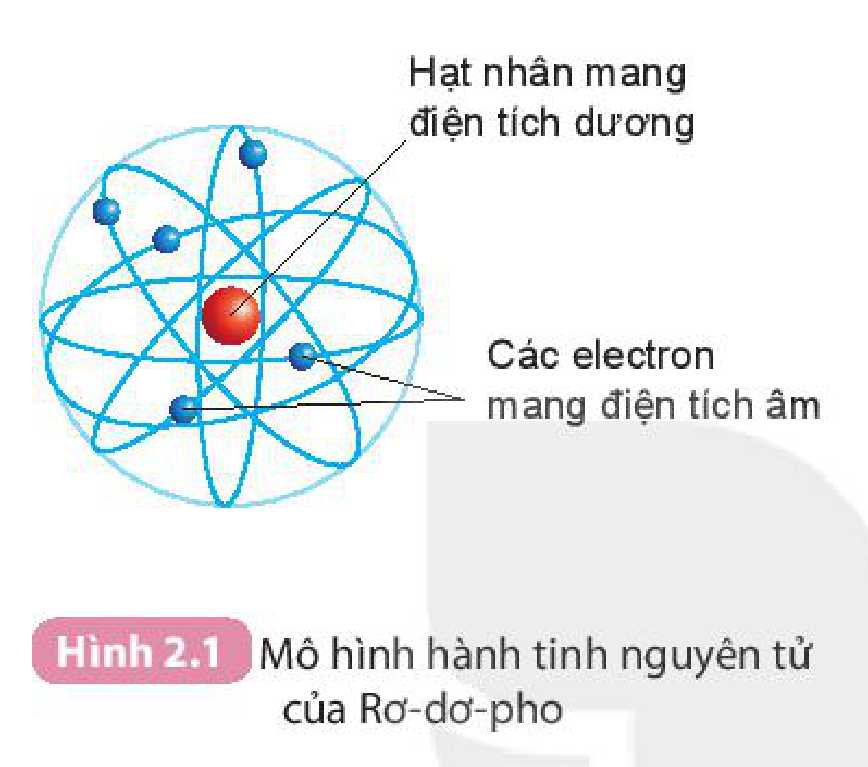 Hạt nhân mang
điện tích dương
Các electron
mang điện tích âm
Hình 2.1 Mô hình hành tinh nguyên tử
của Rơ-dơ-pho